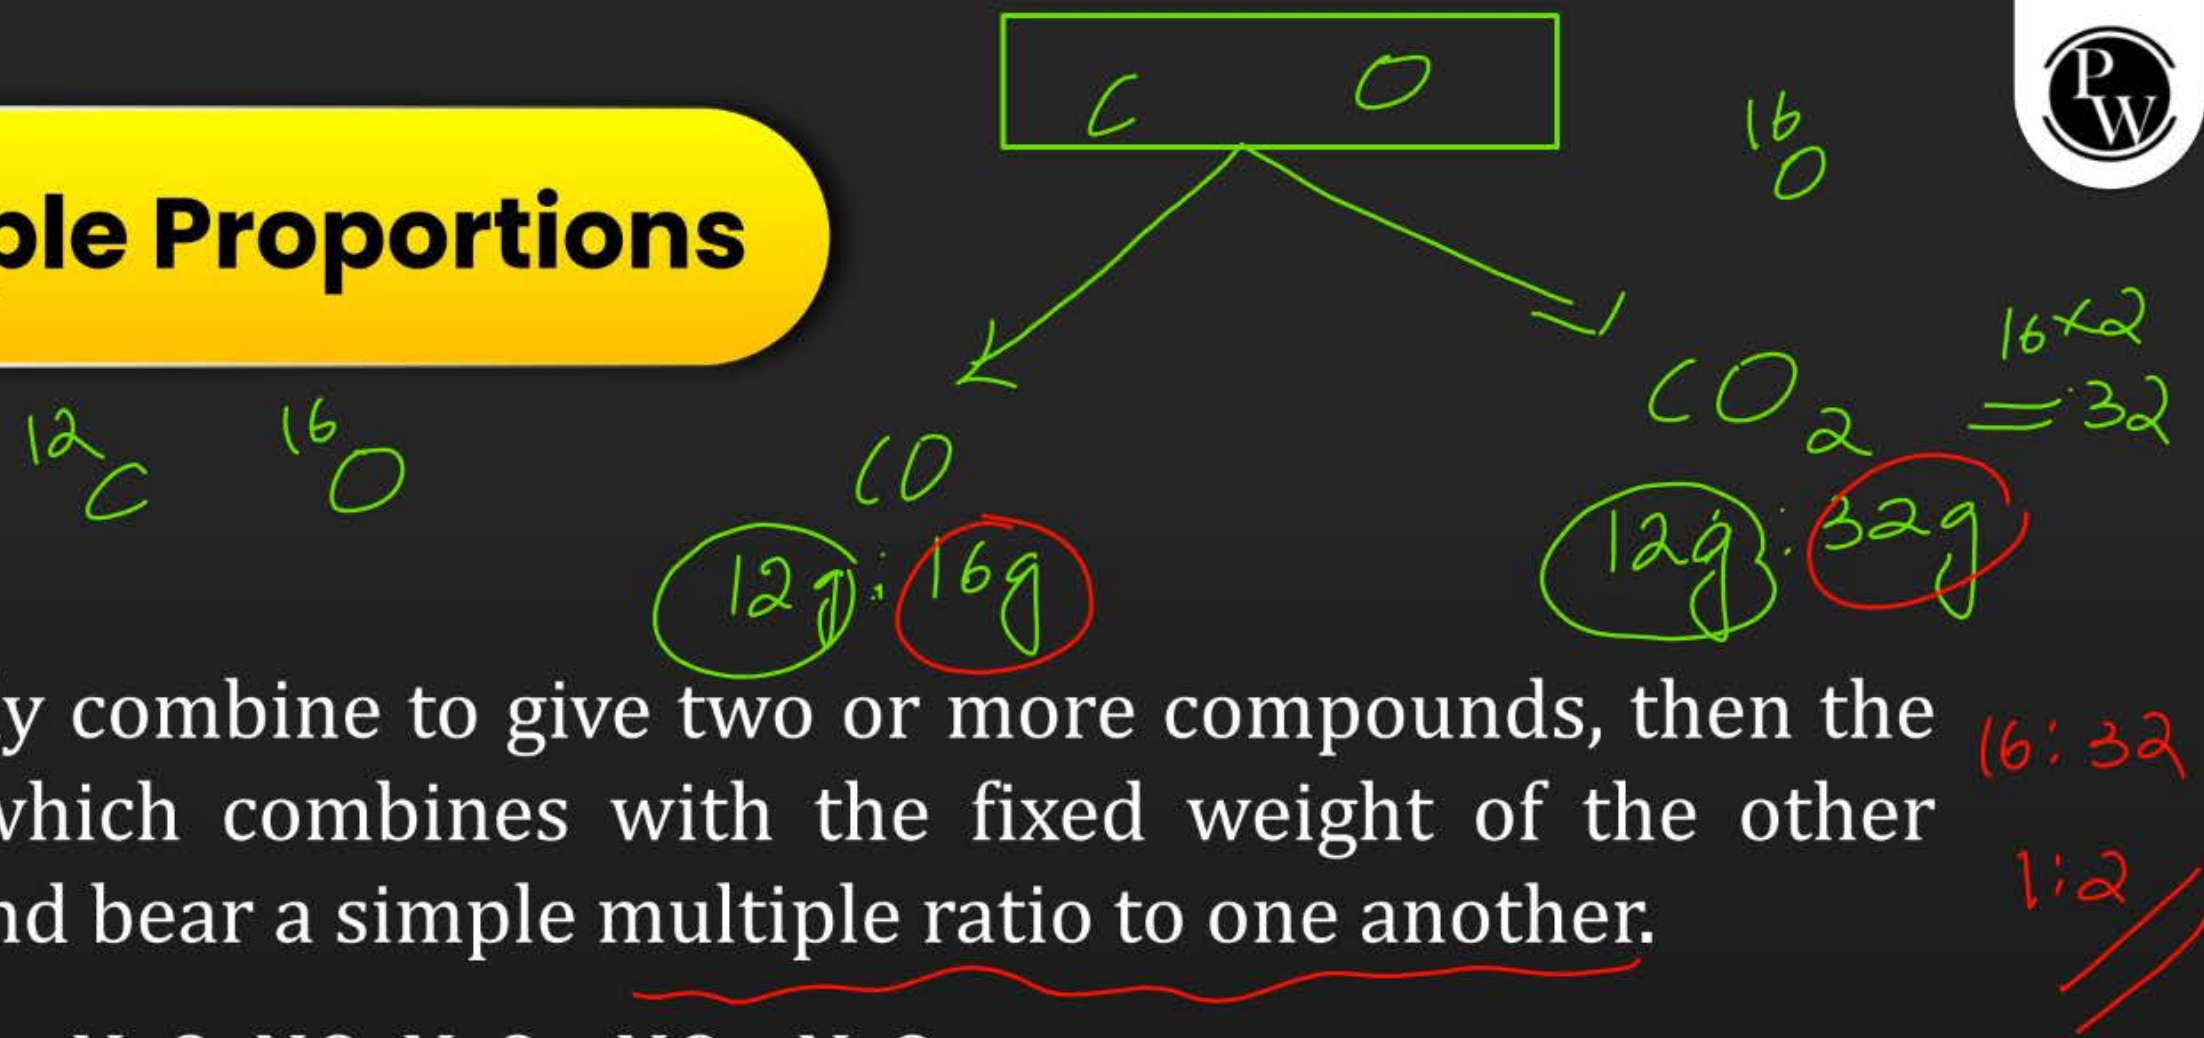 C O
16
O
PW
ple Proportions
16×2
= 32
12 C 16 O
CO
CO2
12g : 16g
12g : 32g
y combine to give two or more compounds, then the
16 : 32
which combines with the fixed weight of the other
1 : 2
nd bear a simple multiple ratio to one another.